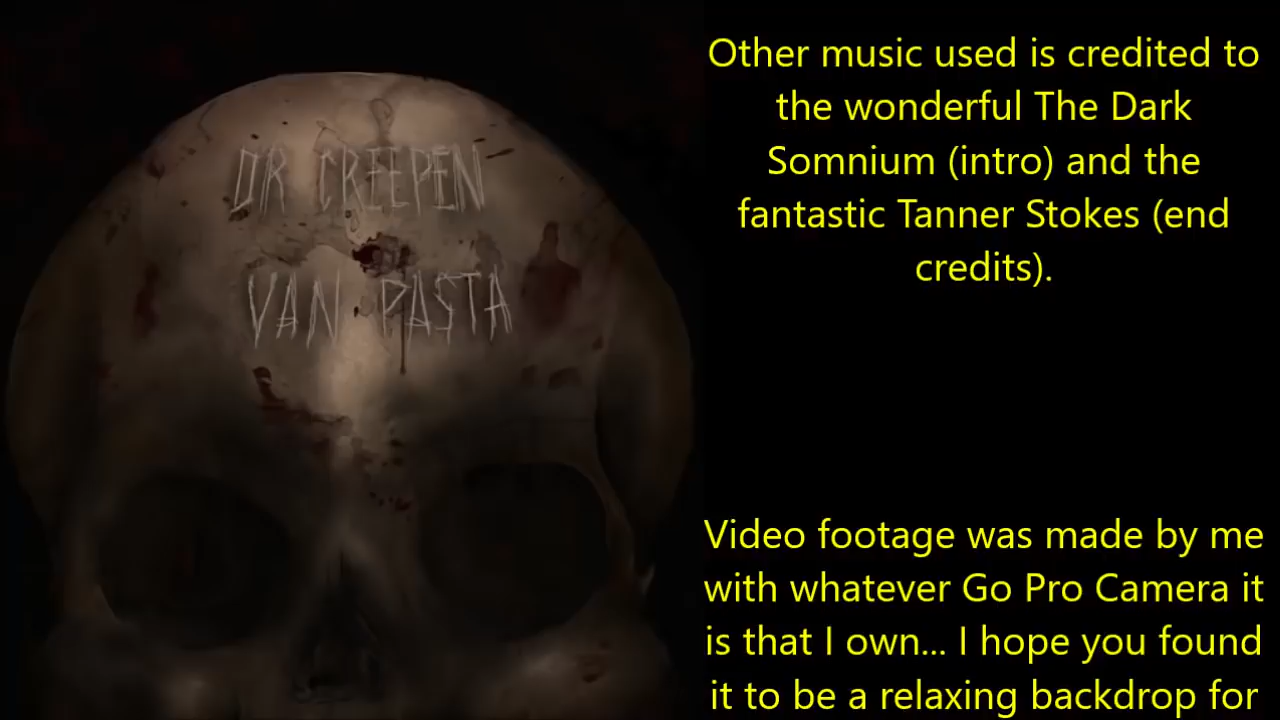 DR CREEPEN
VAN PASTA
Other music used is credited to
the wonderful The Dark
Somnium (intro) and the
fantastic Tanner Stokes (end
credits).
Video footage was made by me
with whatever Go Pro Camera it
is that I own... I hope you found
it to be a relaxing backdrop for